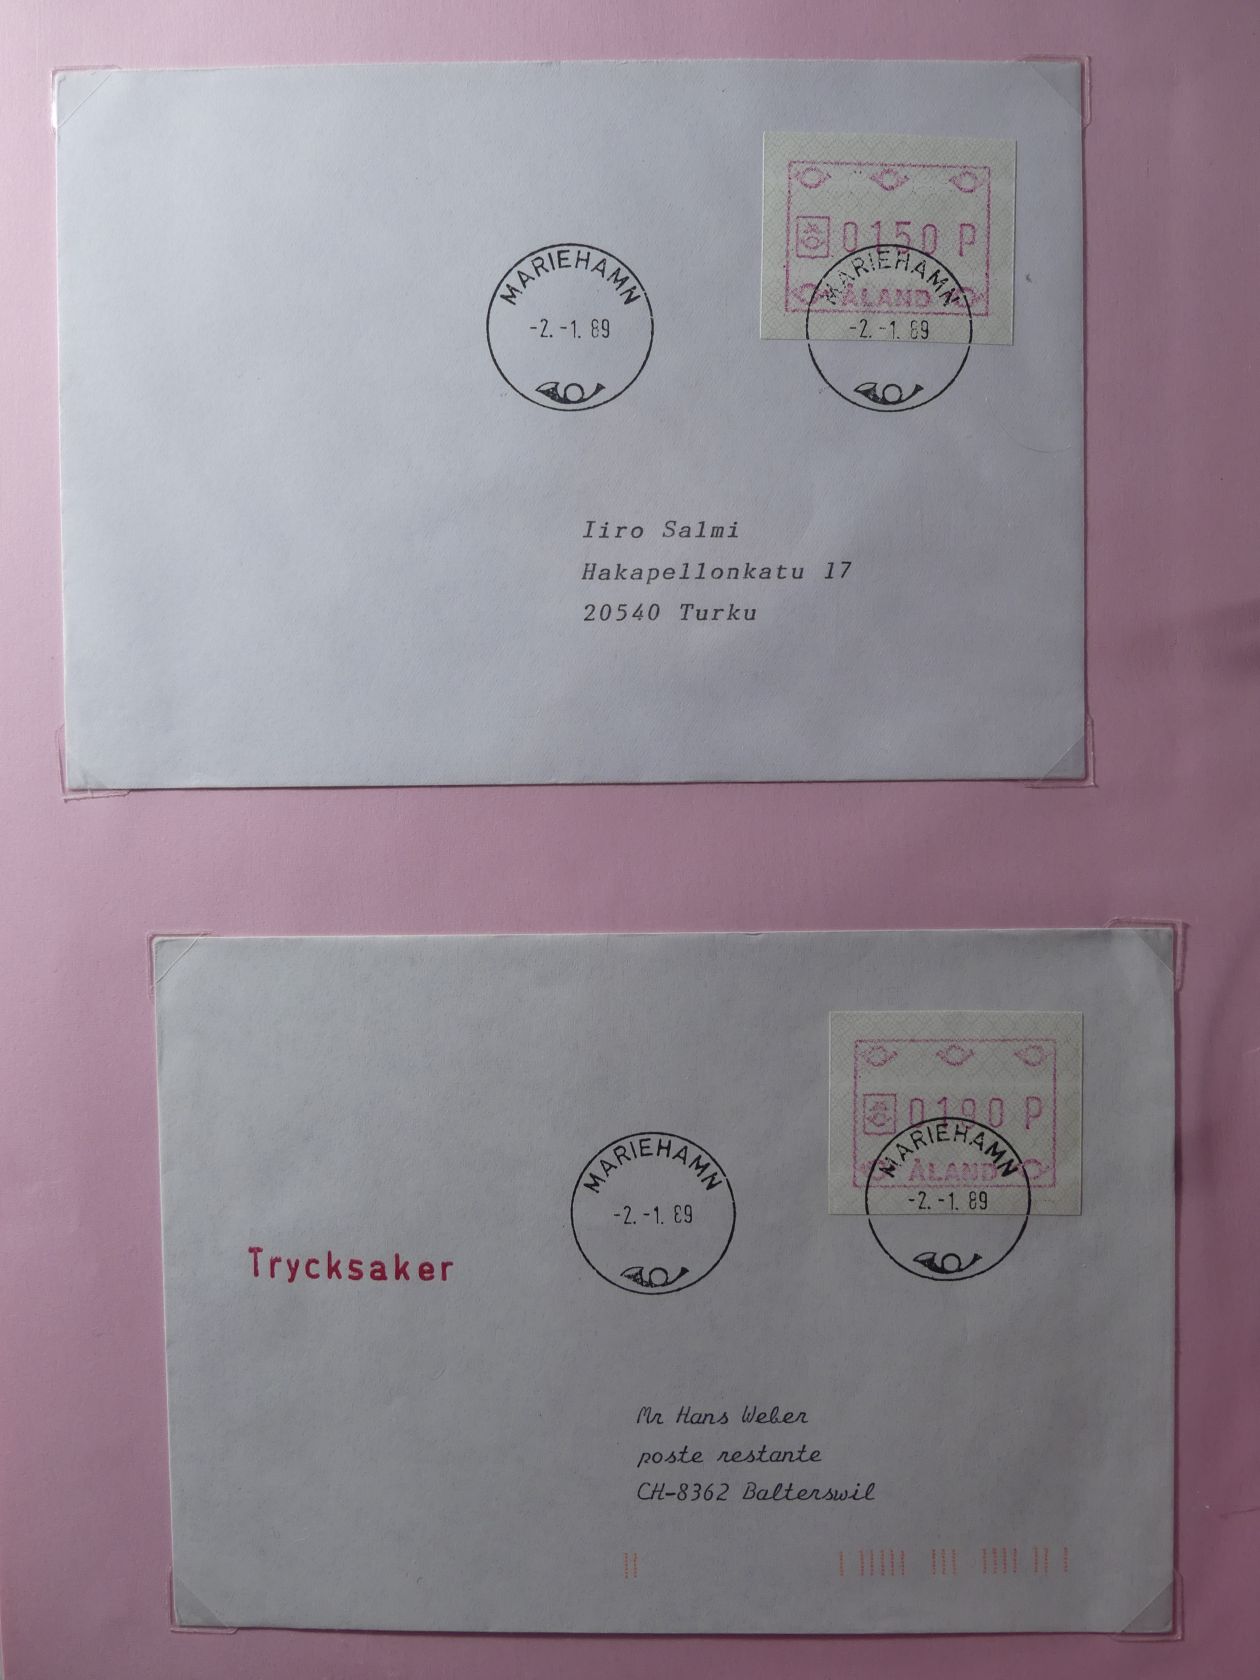 0150 P
ÅLAND
MARIEHAMN
-2. -1. 89
MARIEHAMN
-2. -1. 89
Iiro Salmi
Hakapellonkatu 17
20540 Turku
0190 P
ÅLAND
MARIEHAMN
-2. -1. 89
MARIEHAMN
-2. -1. 89
Trycksaker
Mr Hans Weber
poste restante
CH-8362 Balterswil